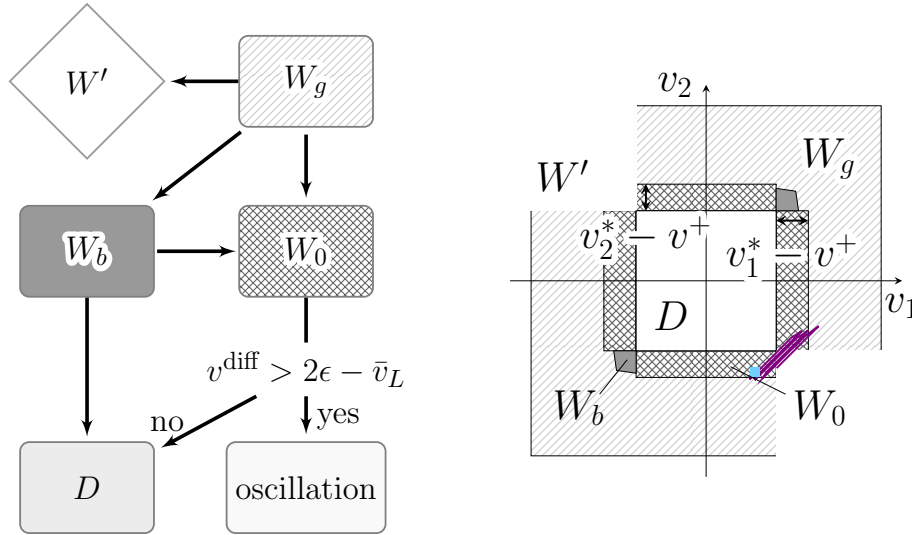 W′
W_g
W_b
W_0
v^diff > 2ϵ − v̄_L
no
yes
D
oscillation
v_2
W_g
W′
v_2^* − v^+
v_1^* − v^+
v_1
D
W_b
W_0